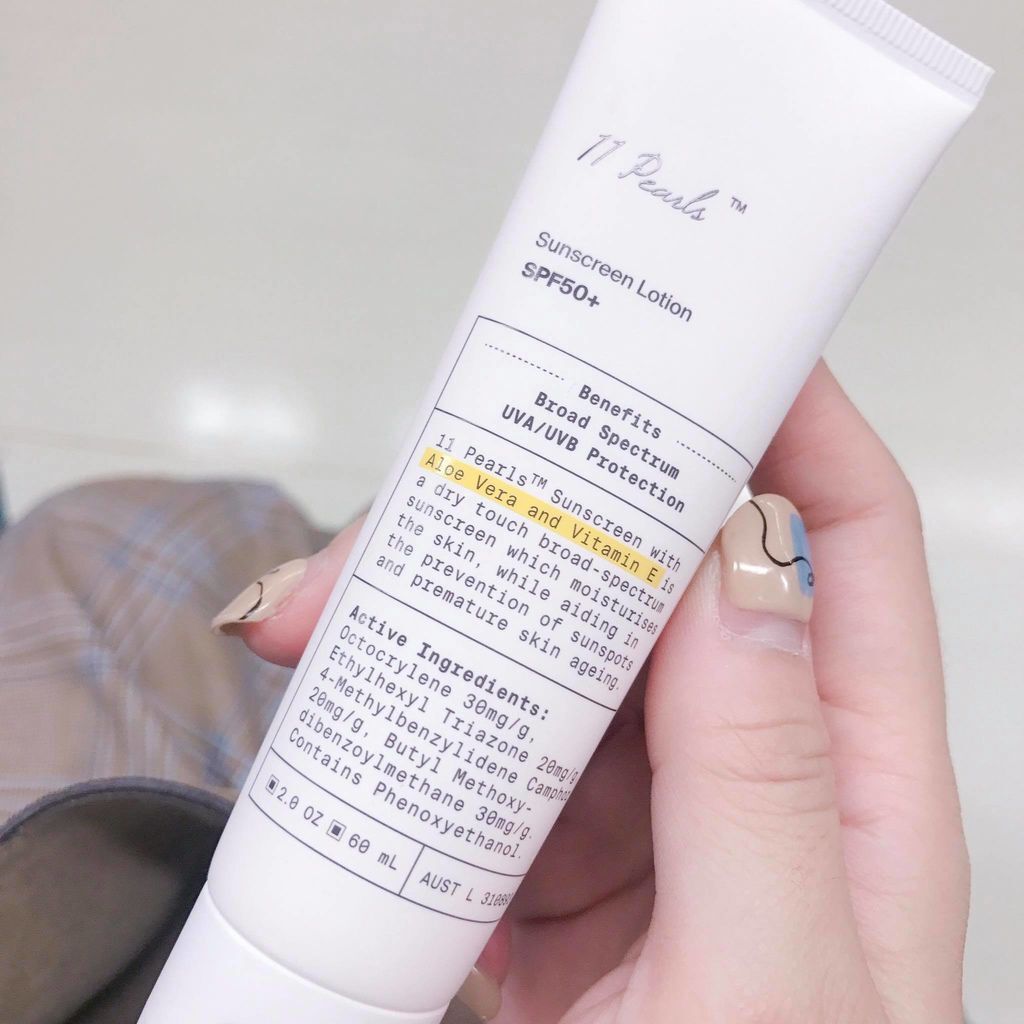 11 Pearls™
Sunscreen Lotion
SPF50+
Benefits
Broad Spectrum
UVA/UVB Protection
11 Pearls™ Sunscreen with
Aloe Vera and Vitamin E is
a dry touch broad-spectrum
sunscreen which moisturises
the skin, while aiding in
the prevention of sunspots
and premature skin ageing.
Active Ingredients:
Octocrylene 30mg/g,
Ethylhexyl Triazone 20mg/g,
4-Methylbenzylidene
20mg/g, Butyl Methoxy-
dibenzoylmethane 30mg/g.
Contains Phenoxyethanol.
2.0 OZ 60 mL
AUST L